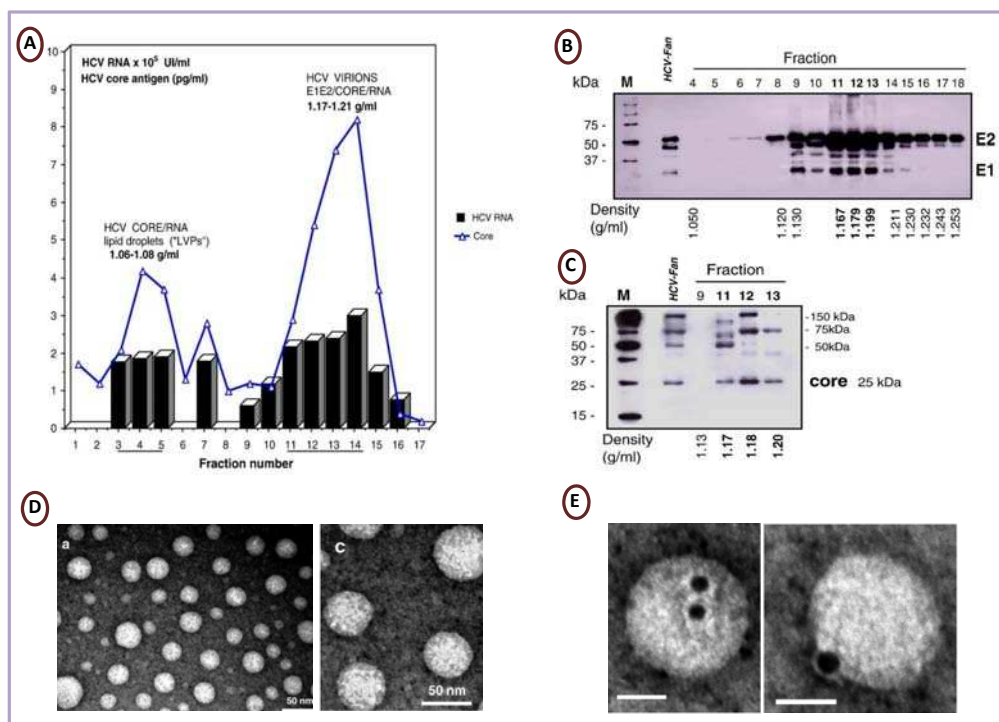 A
HCV RNA x 10⁵ UI/ml
HCV core antigen (pg/ml)
HCV VIRIONS
E1E2/CORE/RNA
1.17-1.21 g/ml
HCV CORE/RNA
lipid droplets ("LVPs")
1.06-1.08 g/ml
10
9
8
7
6
5
4
3
2
1
0
1 2 3 4 5 6 7 8 9 10 11 12 13 14 15 16 17
Fraction number
HCV RNA
Core
B
Fraction
kDa M HCV-Fan 4 5 6 7 8 9 10 11 12 13 14 15 16 17 18
75 -
50 -
37 -
E2
E1
Density
(g/ml)
1.050 1.120 1.130 1.167 1.179 1.199 1.211 1.230 1.232 1.243 1.253
C
Fraction
kDa M HCV-Fan 9 11 12 13
75 -
50 -
37 -
25 -
15 -
-150 kDa
- 75kDa
- 50kDa
core 25 kDa
Density
(g/ml)
1.13 1.17 1.18 1.20
D
a
50 nm
c
50 nm
E